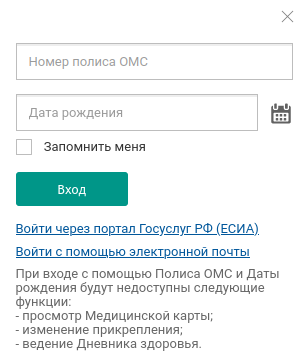 Номер полиса ОМС
Дата рождения
Запомнить меня
Вход
Войти через портал Госуслуг РФ (ЕСИА)
Войти с помощью электронной почты
При входе с помощью Полиса ОМС и Даты
рождения будут недоступны следующие
функции:
- просмотр Медицинской карты;
- изменение прикрепления;
- ведение Дневника здоровья.